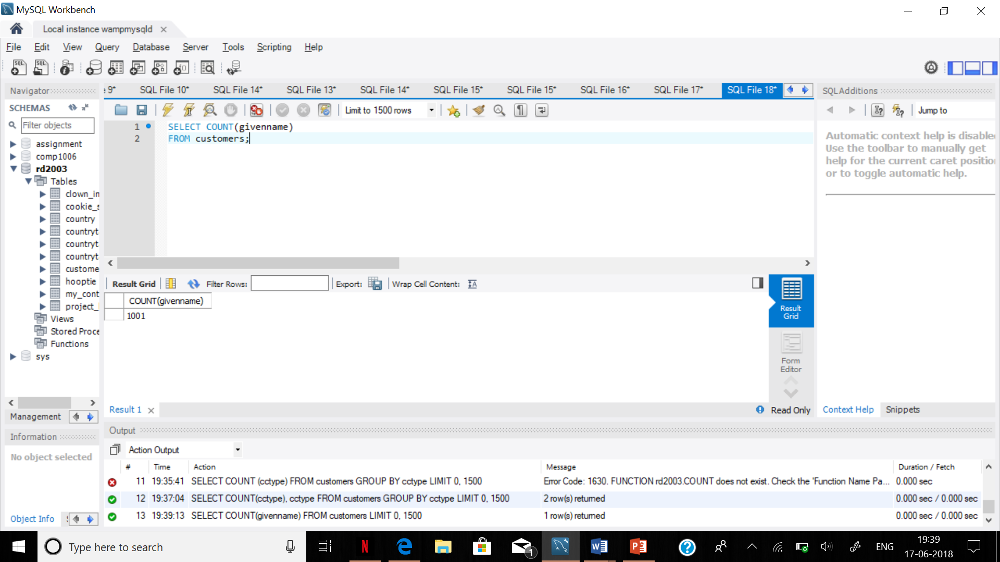 MySQL Workbench
Local instance wampmysqld
File Edit View Query Database Server Tools Scripting Help
Navigator
SCHEMAS
Filter objects
assignment
comp1006
rd2003
Tables
clown_in
cookie_s
country
countryt
countryt
countryt
custome
hooptie
my_cont
project_
Views
Stored Proce
Functions
sys
Management
Information
No object selected
Object Info
9* SQL File 10* SQL File 14* SQL File 13* SQL File 14* SQL File 15* SQL File 15* SQL File 16* SQL File 17* SQL File 18*
Limit to 1500 rows
1 SELECT COUNT(givenname)
2 FROM customers;
Result Grid Filter Rows: Export: Wrap Cell Content:
COUNT(givenname)
1001
Result Grid
Form Editor
Result 1
Read Only
SQLAdditions
Jump to
Automatic context help is disable
Use the toolbar to manually get
help for the current caret position
or to toggle automatic help.
Context Help Snippets
Output
Action Output
# Time Action Message Duration / Fetch
11 19:35:41 SELECT COUNT (cctype) FROM customers GROUP BY cctype LIMIT 0, 1500 Error Code: 1630. FUNCTION rd2003.COUNT does not exist. Check the 'Function Name Pa... 0.000 sec
12 19:37:04 SELECT COUNT(cctype), cctype FROM customers GROUP BY cctype LIMIT 0, 1500 2 row(s) returned 0.000 sec / 0.000 sec
13 19:39:13 SELECT COUNT(givenname) FROM customers LIMIT 0, 1500 1 row(s) returned 0.000 sec / 0.000 sec
Type here to search
1
ENG
19:39
17-06-2018